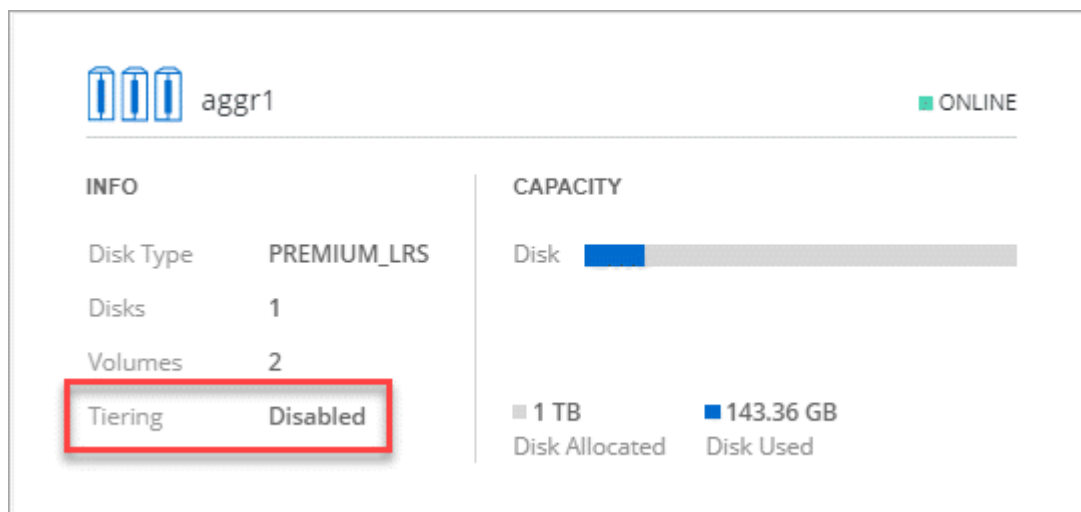 aggr1
ONLINE
INFO
Disk Type PREMIUM_LRS
Disks 1
Volumes 2
Tiering Disabled
CAPACITY
Disk
1 TB
Disk Allocated
143.36 GB
Disk Used